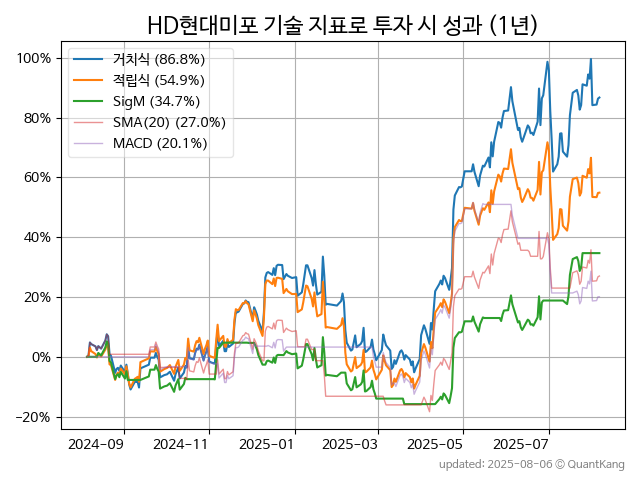 HD현대미포 기술 지표로 투자 시 성과 (1년)
거치식 (86.8%)
적립식 (54.9%)
SigM (34.7%)
SMA(20) (27.0%)
MACD (20.1%)
100%
80%
60%
40%
20%
0%
−20%
2024-09 2024-11 2025-01 2025-03 2025-05 2025-07
updated: 2025-08-06 © QuantKang